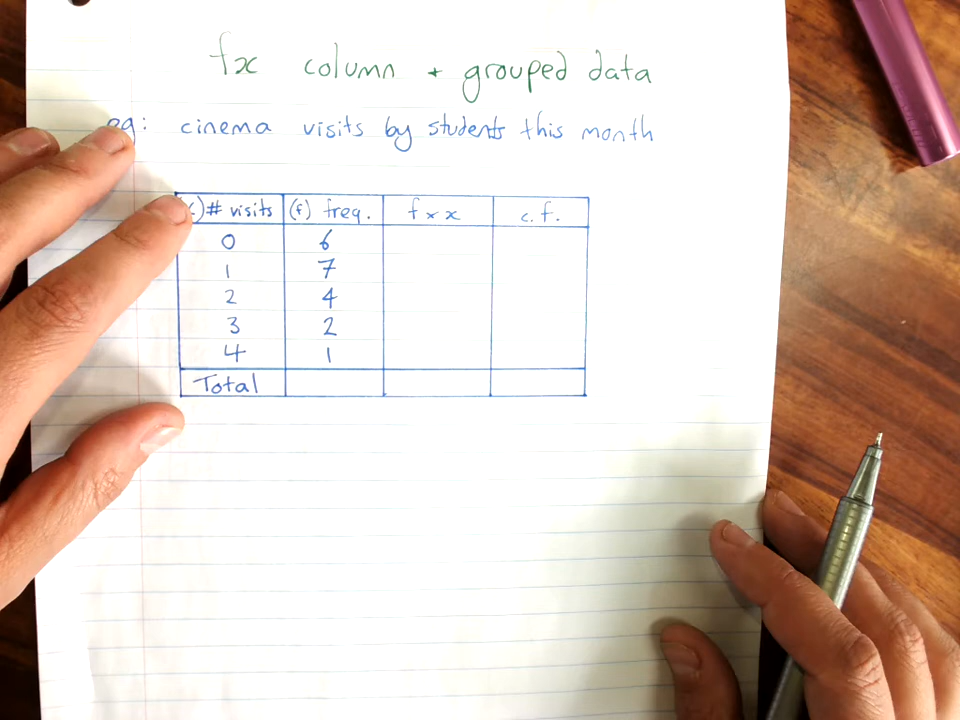 fx column + grouped data
eg: cinema visits by students this month
)# visits (f) freq. f × x c.f.
0 6
1 7
2 4
3 2
4 1
Total